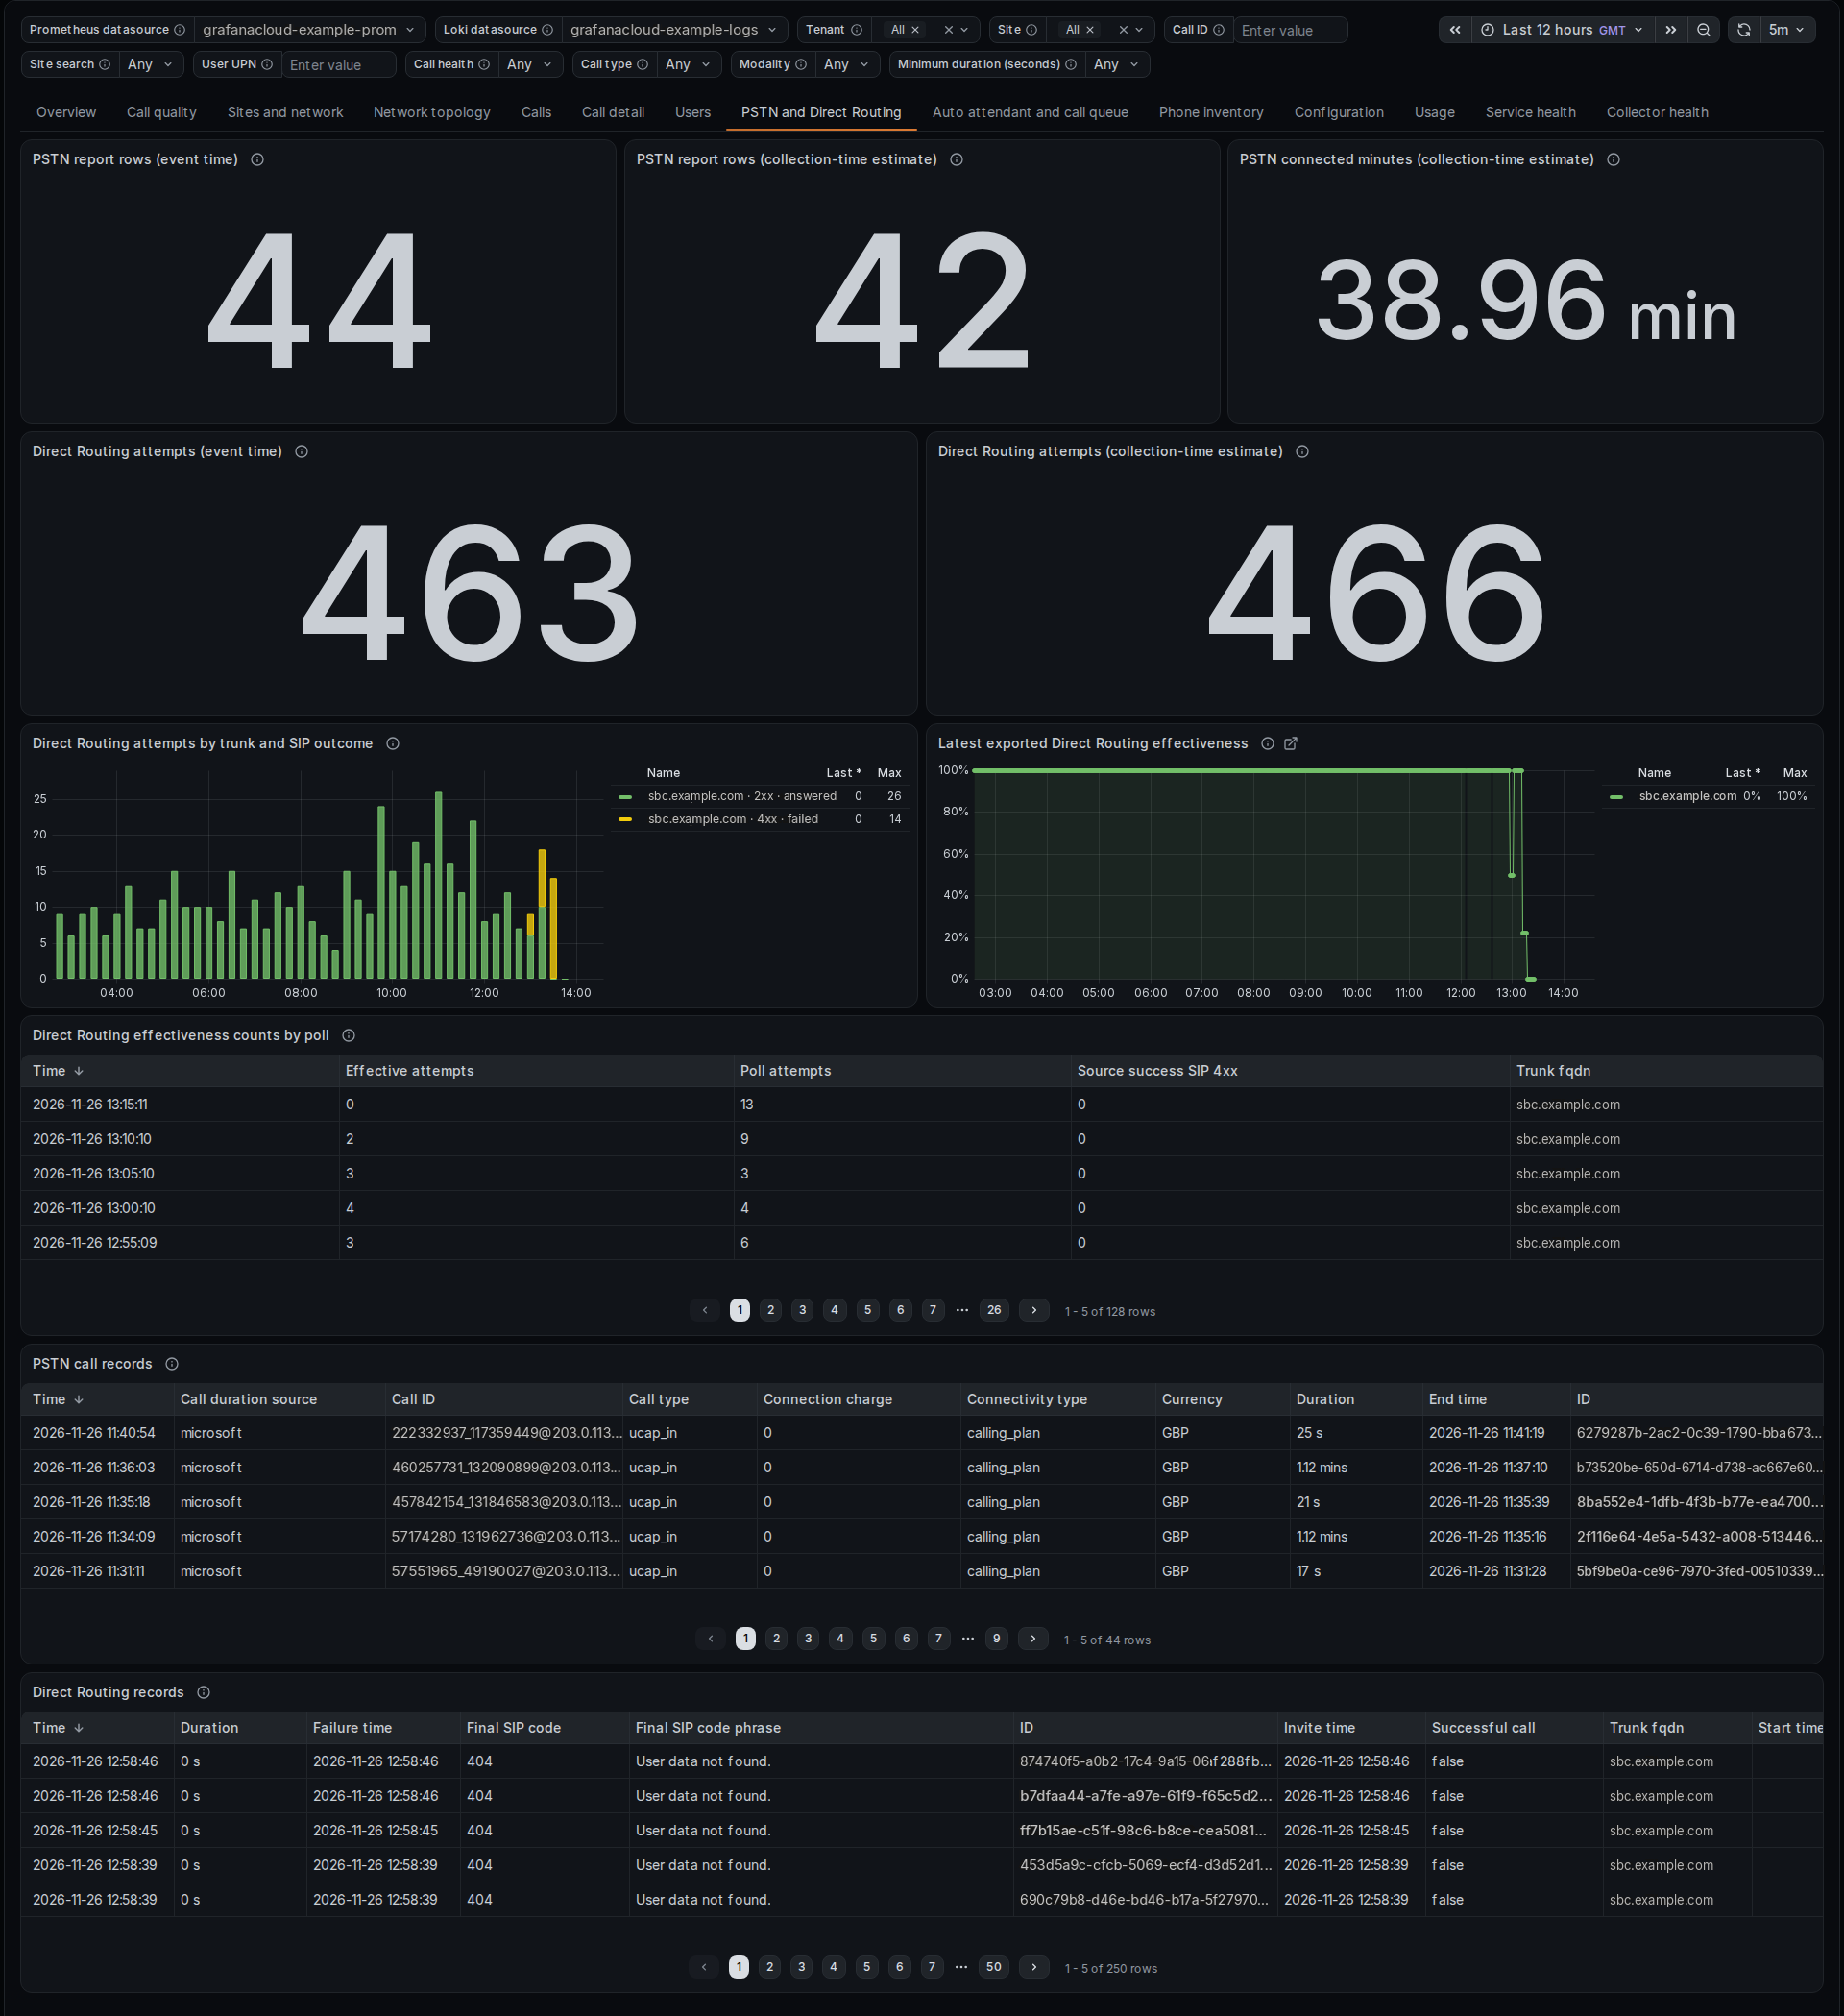 Prometheus datasource grafanacloud-example-prom Loki datasource grafanacloud-example-logs Tenant All Site All Call ID Enter value Last 12 hours GMT 5m
Site search Any User UPN Enter value Call health Any Call type Any Modality Any Minimum duration (seconds) Any
Overview Call quality Sites and network Network topology Calls Call detail Users PSTN and Direct Routing Auto attendant and call queue Phone inventory Configuration Usage Service health Collector health
PSTN report rows (event time) PSTN report rows (collection-time estimate) PSTN connected minutes (collection-time estimate)
44 42 38.96 min
Direct Routing attempts (event time) Direct Routing attempts (collection-time estimate)
463 466
Direct Routing attempts by trunk and SIP outcome
Name Last * Max
sbc.example.com · 2xx · answered 0 26
sbc.example.com · 4xx · failed 0 14
25
20
15
10
5
0
04:00 06:00 08:00 10:00 12:00 14:00
Latest exported Direct Routing effectiveness
Name Last * Max
sbc.example.com 0% 100%
100%
80%
60%
40%
20%
0%
03:00 04:00 05:00 06:00 07:00 08:00 09:00 10:00 11:00 12:00 13:00 14:00
Direct Routing effectiveness counts by poll
Time Effective attempts Poll attempts Source success SIP 4xx Trunk fqdn
2026-11-26 13:15:11 0 13 0 sbc.example.com
2026-11-26 13:10:10 2 9 0 sbc.example.com
2026-11-26 13:05:10 3 3 0 sbc.example.com
2026-11-26 13:00:10 4 4 0 sbc.example.com
2026-11-26 12:55:09 3 6 0 sbc.example.com
1 2 3 4 5 6 7 ··· 26 1 - 5 of 128 rows
PSTN call records
Time Call duration source Call ID Call type Connection charge Connectivity type Currency Duration End time ID
2026-11-26 11:40:54 microsoft 222332937_117359449@203.0.113... ucap_in 0 calling_plan GBP 25 s 2026-11-26 11:41:19 6279287b-2ac2-0c39-1790-bba673...
2026-11-26 11:36:03 microsoft 460257731_132090899@203.0.113... ucap_in 0 calling_plan GBP 1.12 mins 2026-11-26 11:37:10 b73520be-650d-6714-d738-ac667e60...
2026-11-26 11:35:18 microsoft 457842154_131846583@203.0.113... ucap_in 0 calling_plan GBP 21 s 2026-11-26 11:35:39 8ba552e4-1dfb-4f3b-b77e-ea4700...
2026-11-26 11:34:09 microsoft 57174280_131962736@203.0.113... ucap_in 0 calling_plan GBP 1.12 mins 2026-11-26 11:35:16 2f116e64-4e5a-5432-a008-513446...
2026-11-26 11:31:11 microsoft 57551965_49190027@203.0.113... ucap_in 0 calling_plan GBP 17 s 2026-11-26 11:31:28 5bf9be0a-ce96-7970-3fed-00510339...
1 2 3 4 5 6 7 ··· 9 1 - 5 of 44 rows
Direct Routing records
Time Duration Failure time Final SIP code Final SIP code phrase ID Invite time Successful call Trunk fqdn Start time
2026-11-26 12:58:46 0 s 2026-11-26 12:58:46 404 User data not found. 2026-11-26 12:58:46 false sbc.example.com
2026-11-26 12:58:46 0 s 2026-11-26 12:58:46 404 User data not found. b7dfaa44-a7fe-a97e-61f9-f65c5d2... 2026-11-26 12:58:46 false sbc.example.com
2026-11-26 12:58:45 0 s 2026-11-26 12:58:45 404 User data not found. ff7b15ae-c51f-98c6-b8ce-cea5081... 2026-11-26 12:58:45 false sbc.example.com
2026-11-26 12:58:39 0 s 2026-11-26 12:58:39 404 User data not found. 453d5a9c-cfcb-5069-ecf4-d3d52d1... 2026-11-26 12:58:39 false sbc.example.com
2026-11-26 12:58:39 0 s 2026-11-26 12:58:39 404 User data not found. 690c79b8-d46e-bd46-b17a-5f27970... 2026-11-26 12:58:39 false sbc.example.com
1 2 3 4 5 6 7 ··· 50 1 - 5 of 250 rows